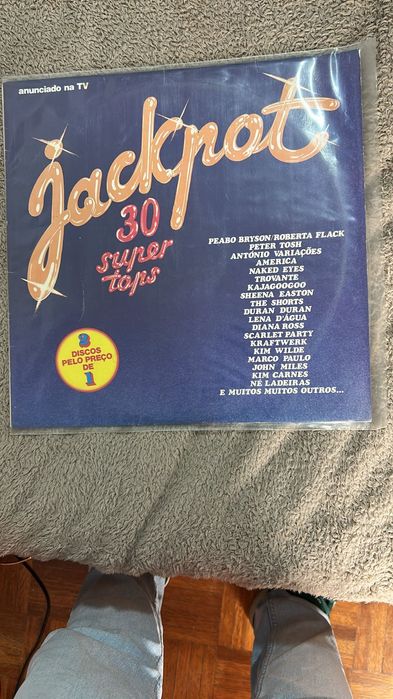 anunciado na TV
jackpot
30
super
tops
PEABO BRYSON/ROBERTA FLACK
PETER TOSH
ANTÓNIO VARIAÇÕES
AMERICA
NAKED EYES
TROVANTE
KAJAGOOGOO
SHEENA EASTON
THE SHORTS
DURAN DURAN
LENA D'ÁGUA
DIANA ROSS
SCARLET PARTY
KRAFTWERK
KIM WILDE
MARCO PAULO
JOHN MILES
KIM CARNES
NÉ LADEIRAS
E MUITOS MUITOS OUTROS...
2
DISCOS
PELO PREÇO
DE
1